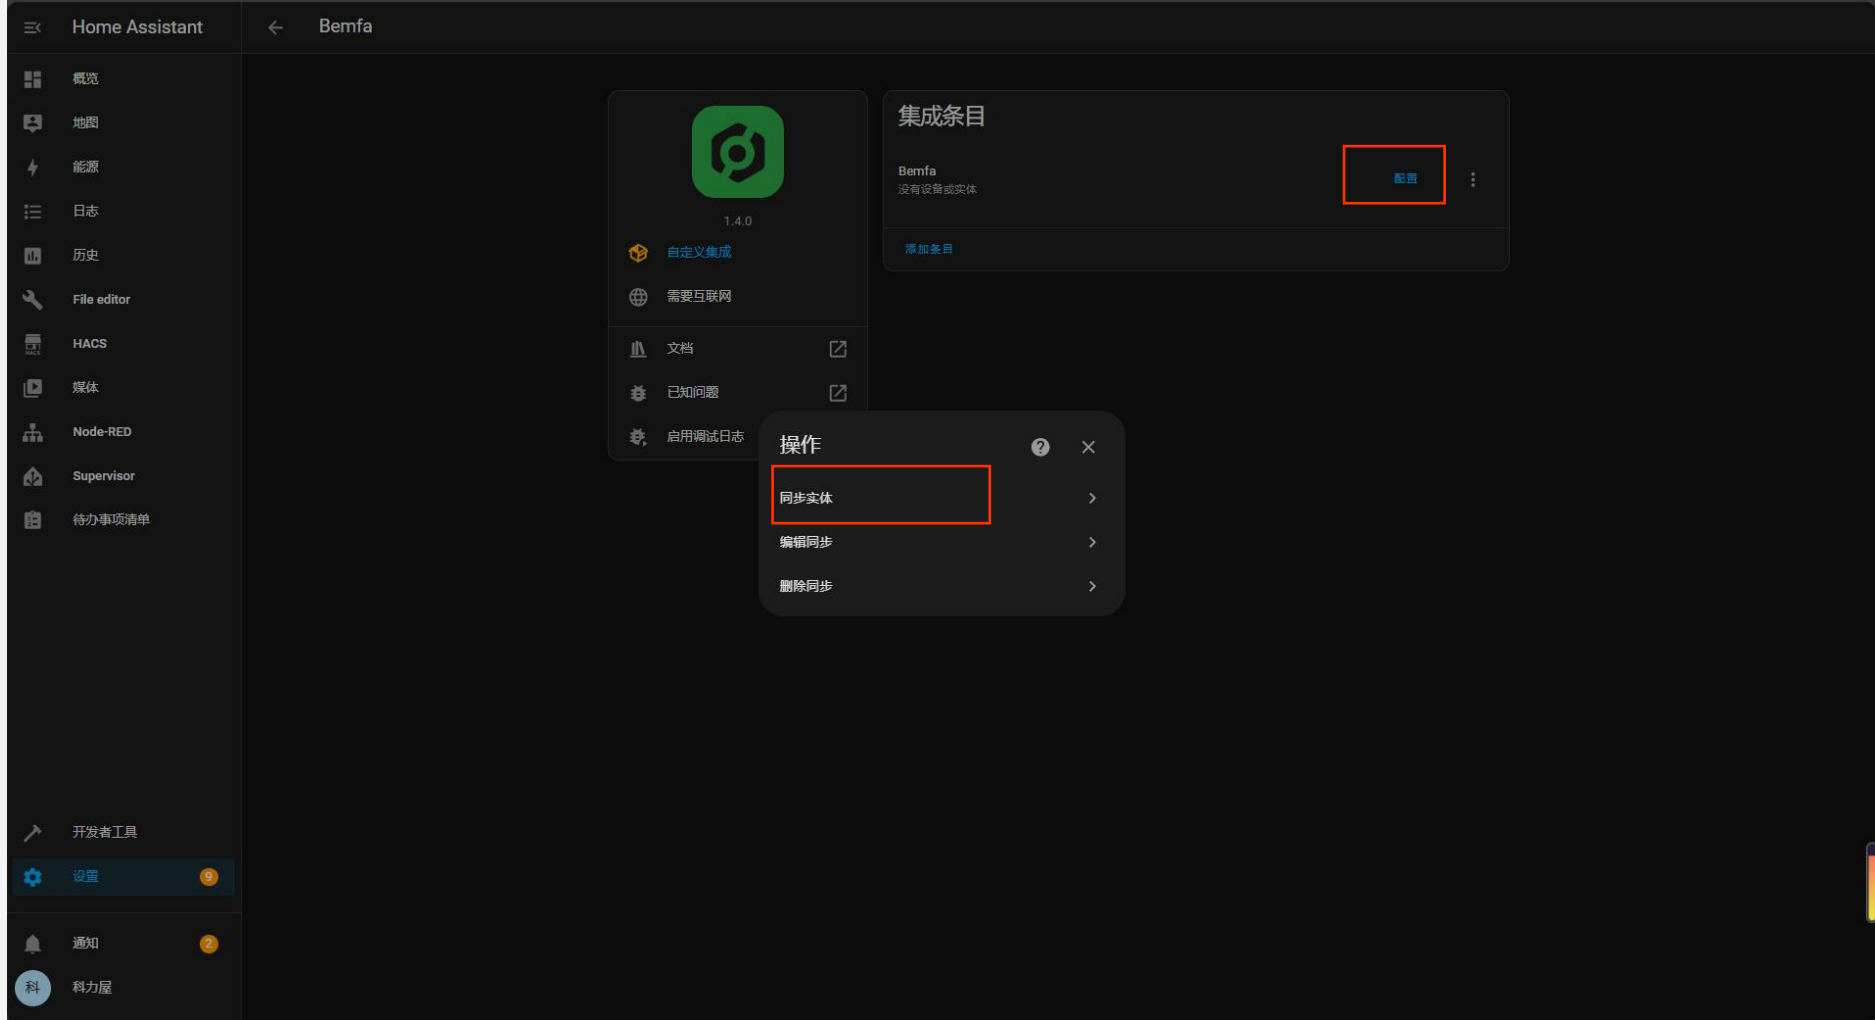 Home Assistant
Bemfa
概览
地图
能源
日志
历史
File editor
HACS
媒体
Node-RED
Supervisor
待办事项清单
开发者工具
设置
9
通知
2
科
科力屋
1.4.0
自定义集成
需要互联网
文档
已知问题
启用调试日志
集成条目
Bemfa
没有设备或实体
配置
添加条目
操作
同步实体
编辑同步
删除同步